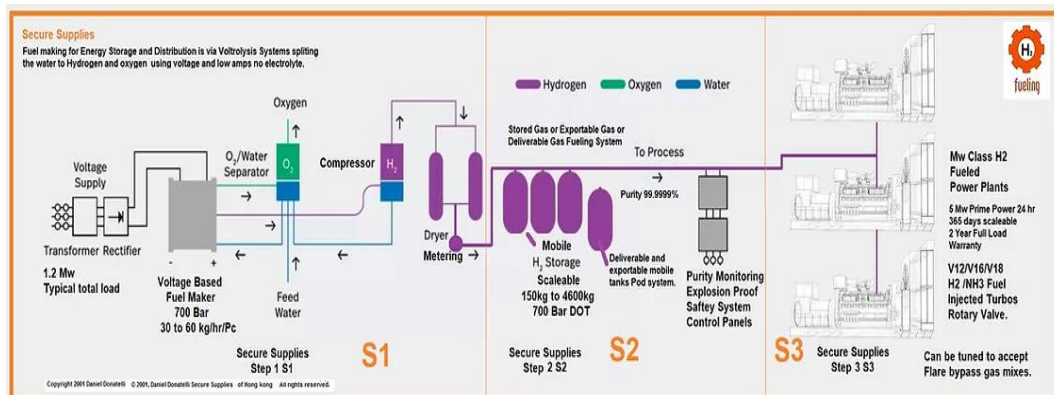 Secure Supplies
Fuel making for Energy Storage and Distribution is via Voltrolysis Systems spliting
the water to Hydrogen and oxygen using voltage and low amps no electrolyte.
Oxygen
O2/Water
Separator
O2
Voltage
Supply
Transformer Rectifier
1.2 Mw
Typical total load
- +
Voltage Based
Fuel Maker
700 Bar
30 to 60 kg/hr/Pc
Feed
Water
Compressor
H2
Dryer
Metering
Secure Supplies
Step 1 S1
S1
Copyright 2001 Daniel Donatelli © 2001, Daniel Donatelli Secure Supplies of Hong kong All rights reserved.
Hydrogen
Oxygen
Water
Stored Gas or Exportable Gas or
Deliverable Gas Fueling System
To Process
Purity 99.9999%
Mobile
H2 Storage
Scaleable
150kg to 4600kg
700 Bar DOT
Deliverable and
exportable mobile
tanks Pod system.
Purity Monitoring
Explosion Proof
Saftey System
Control Panels
Secure Supplies
Step 2 S2
S2
H2
fueling
Mw Class H2
Fueled
Power Plants
5 Mw Prime Power 24 hr
365 days scaleable
2 Year Full Load
Warranty
V12/V16/V18
H2 /NH3 Fuel
Injected Turbos
Rotary Valve.
S3
Secure Supplies
Step 3 S3
Can be tuned to accept
Flare bypass gas mixes.